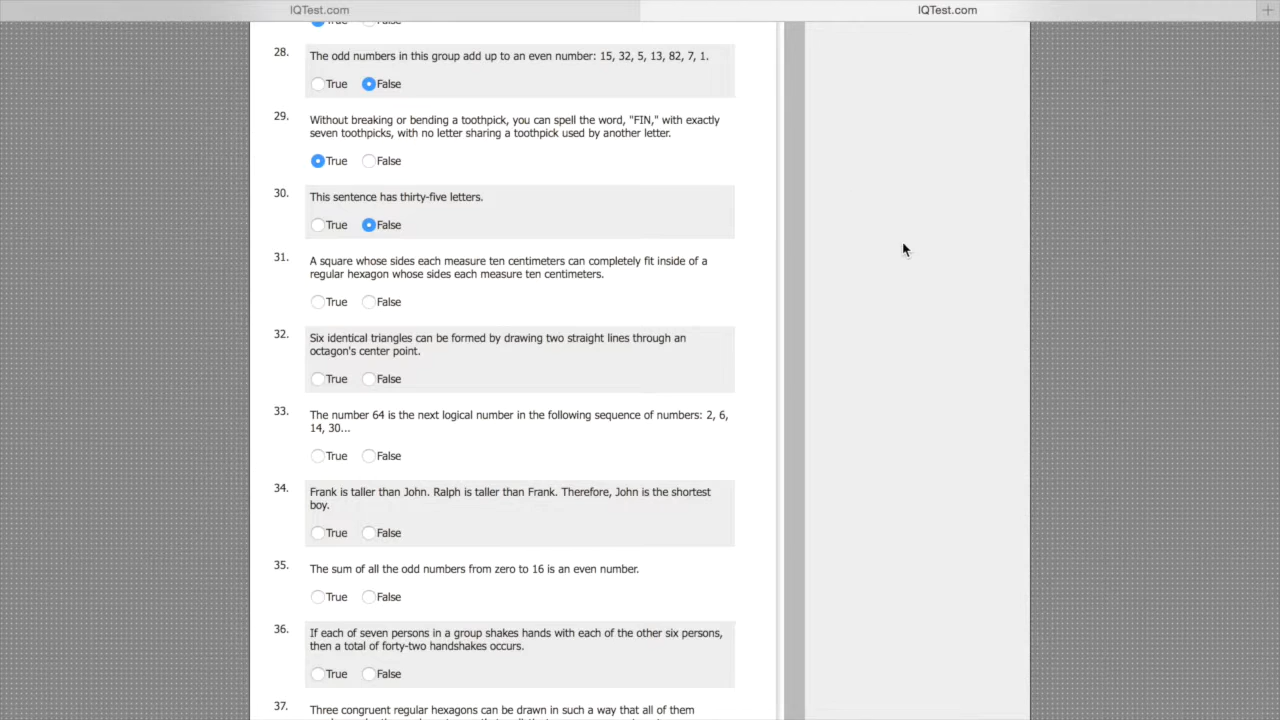 IQTest.com IQTest.com
True False
28. The odd numbers in this group add up to an even number: 15, 32, 5, 13, 82, 7, 1.
True False
29. Without breaking or bending a toothpick, you can spell the word, "FIN," with exactly
seven toothpicks, with no letter sharing a toothpick used by another letter.
True False
30. This sentence has thirty-five letters.
True False
31. A square whose sides each measure ten centimeters can completely fit inside of a
regular hexagon whose sides each measure ten centimeters.
True False
32. Six identical triangles can be formed by drawing two straight lines through an
octagon's center point.
True False
33. The number 64 is the next logical number in the following sequence of numbers: 2, 6,
14, 30...
True False
34. Frank is taller than John. Ralph is taller than Frank. Therefore, John is the shortest
boy.
True False
35. The sum of all the odd numbers from zero to 16 is an even number.
True False
36. If each of seven persons in a group shakes hands with each of the other six persons,
then a total of forty-two handshakes occurs.
True False
37. Three congruent regular hexagons can be drawn in such a way that all of them